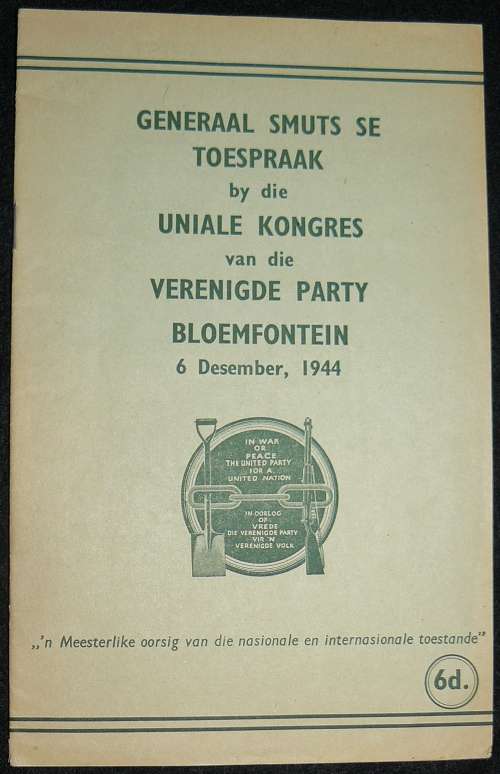 GENERAAL SMUTS SE
TOESPRAAK
by die
UNIALE KONGRES
van die
VERENIGDE PARTY
BLOEMFONTEIN
6 Desember, 1944
IN WAR
OR
PEACE
THE UNITED PARTY
FOR A
UNITED NATION
IN OORLOG
OF
VREDE
DIE VERENIGDE PARTY
VIR 'N
VERENIGDE VOLK
„'n Meesterlike oorsig van die nasionale en internasionale toestande"
6d.